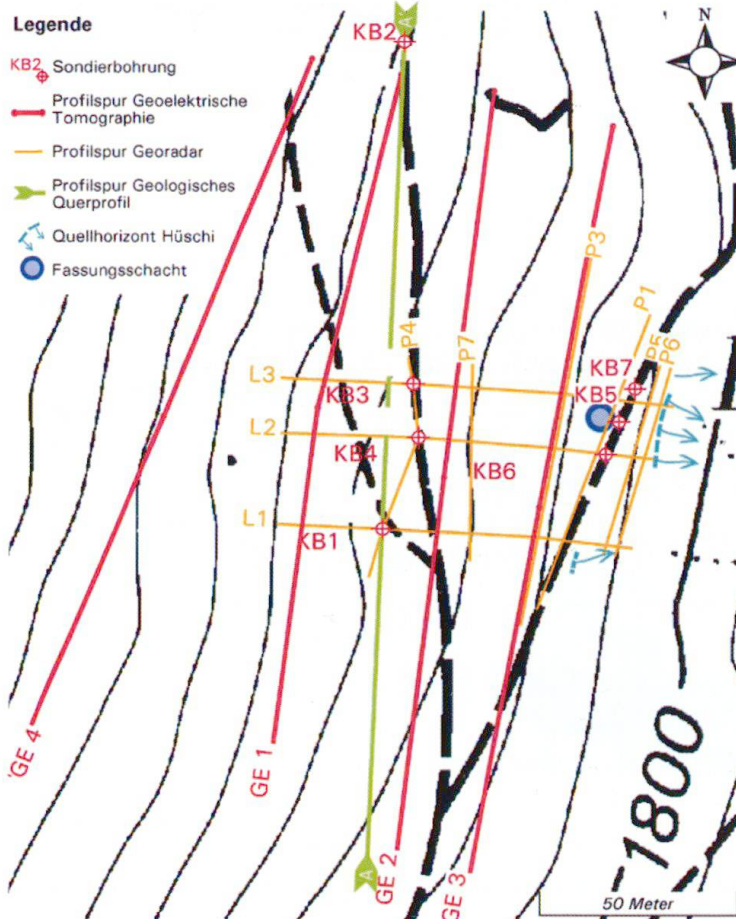 Legende
KB2 Sondierbohrung
Profilspur Geoelektrische
Tomographie
Profilspur Georadar
Profilspur Geologisches
Querprofil
Quellhorizont Hüschi
Fassungsschacht
A'
KB2
N
P3
P1
P4
P7
P5
P6
L3
KB3
KB7
KB5
L2
KB4
KB6
L1
KB1
GE 4
GE 1
A
GE 2
GE 3
1800
50 Meter